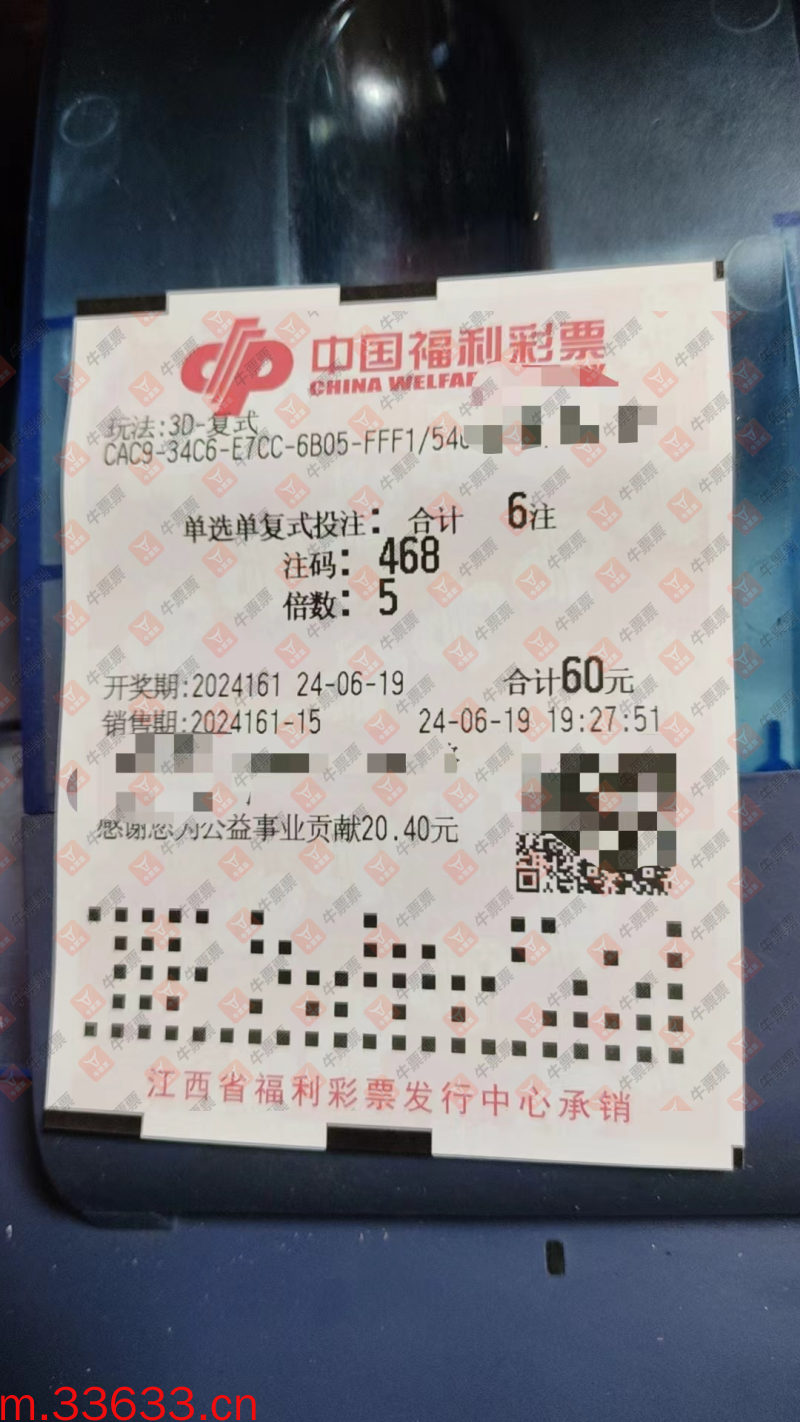 中国福利彩票
CHINA WELFAR
玩法:3D-复式
CAC9-34C6-E7CC-6B05-FFF1/540
单选单复式投注: 合计 6注
注码: 468
倍数: 5
开奖期:2024161 24-06-19 合计60元
销售期:2024161-15 24-06-19 19:27:51
感谢您为公益事业贡献20.40元
江西省福利彩票发行中心承销
牛票票
m.33633.cn